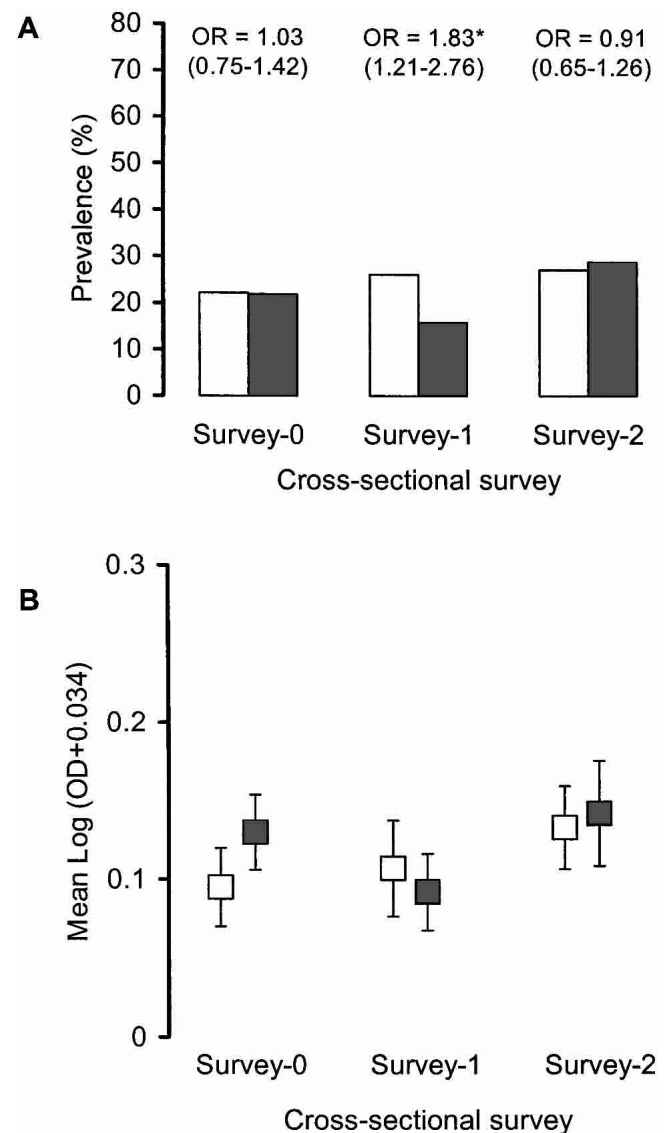 A
80
70
60
50
40
30
20
10
0
Prevalence (%)
OR = 1.03
(0.75-1.42)
OR = 1.83*
(1.21-2.76)
OR = 0.91
(0.65-1.26)
Survey-0
Survey-1
Survey-2
Cross-sectional survey
B
0.3
0.2
0.1
0
Mean Log (OD+0.034)
Survey-0
Survey-1
Survey-2
Cross-sectional survey